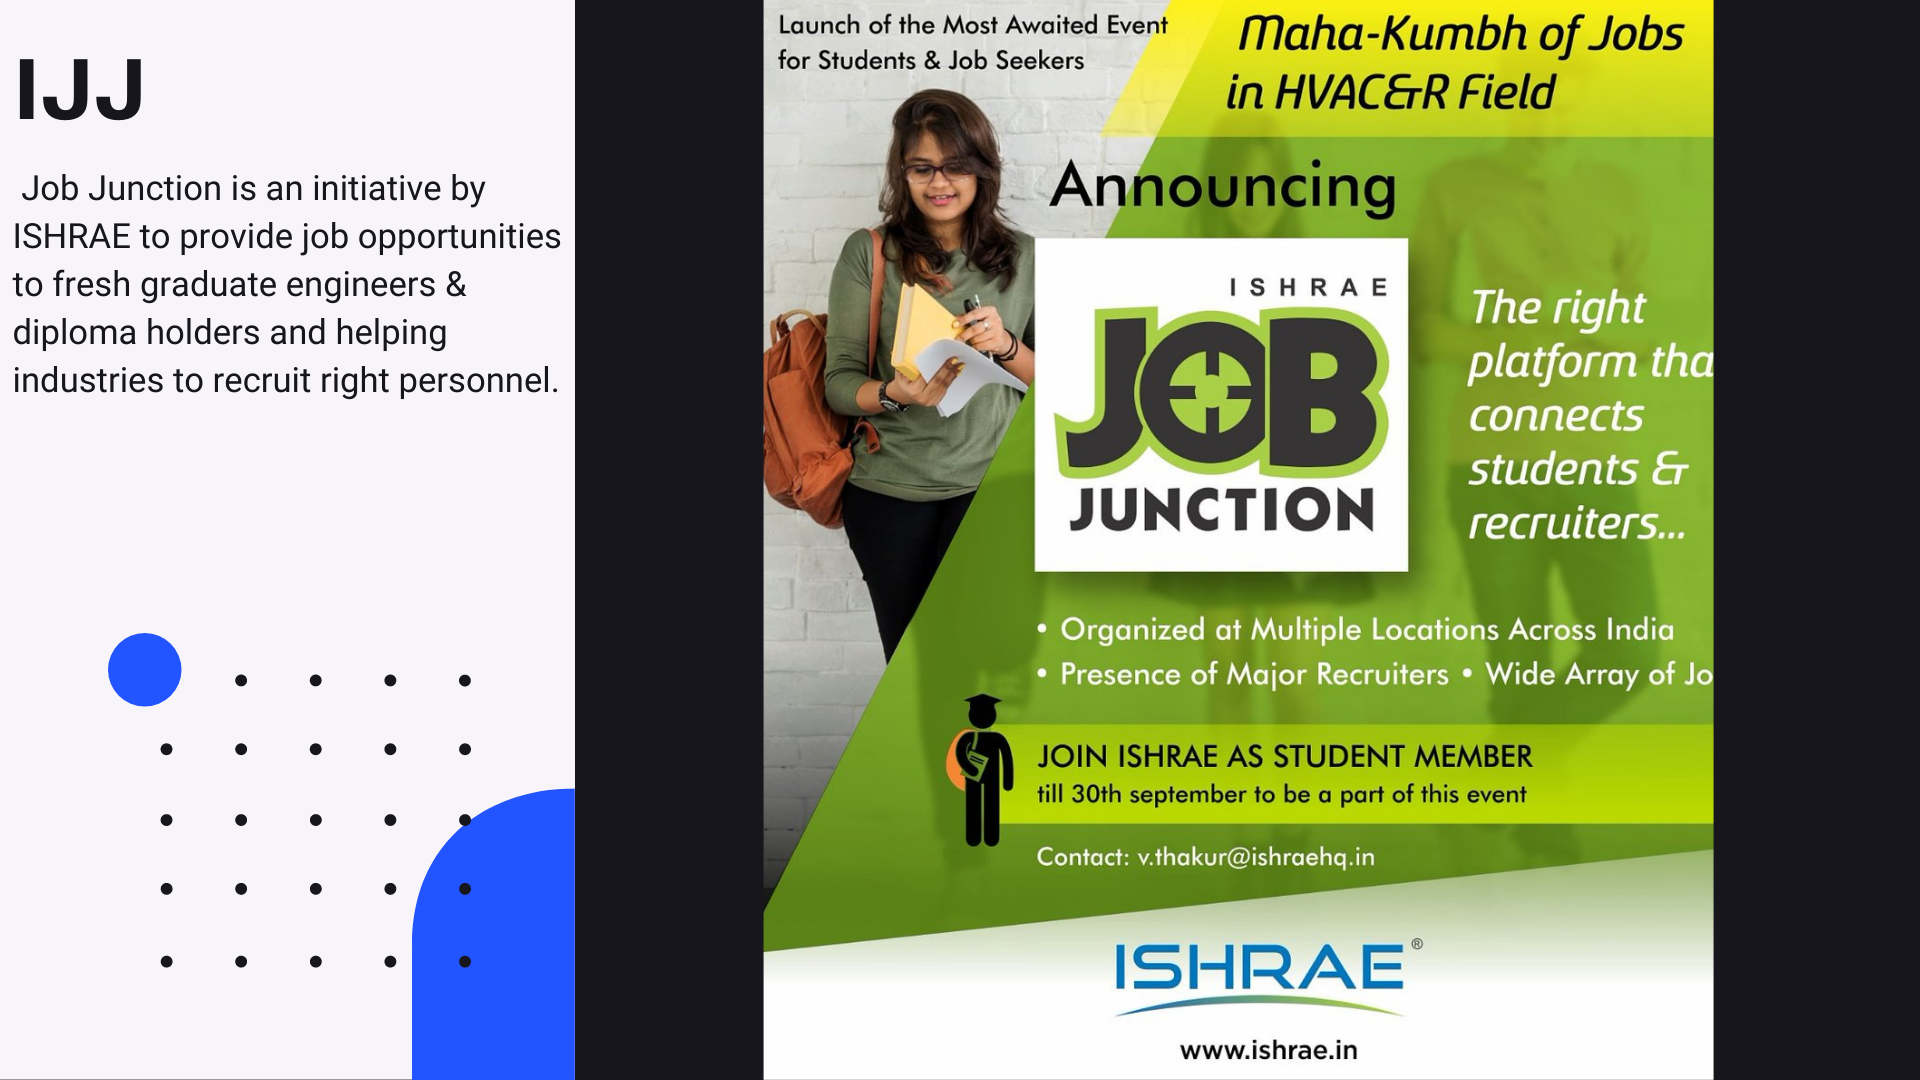 IJJ
Job Junction is an initiative by
ISHRAE to provide job opportunities
to fresh graduate engineers &
diploma holders and helping
industries to recruit right personnel.
Launch of the Most Awaited Event
for Students & Job Seekers
Maha-Kumbh of Jobs
in HVAC&R Field
Announcing
ISHRAE
JOB
JUNCTION
The right
platform tha
connects
students &
recruiters...
• Organized at Multiple Locations Across India
• Presence of Major Recruiters • Wide Array of Jo
JOIN ISHRAE AS STUDENT MEMBER
till 30th september to be a part of this event
Contact: v.thakur@ishraehq.in
ISHRAE®
www.ishrae.in